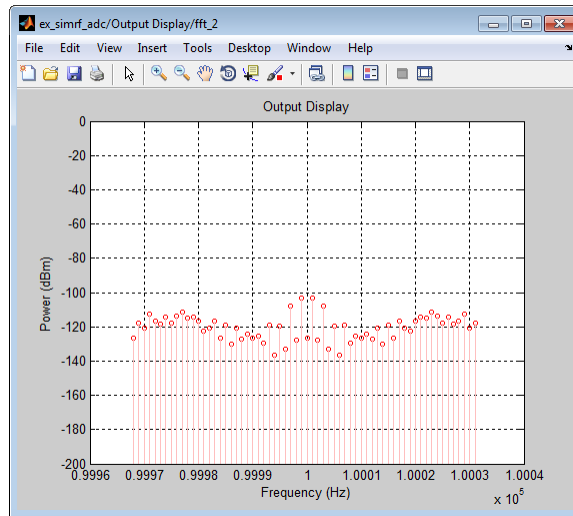 ex_simrf_adc/Output Display/fft_2
File Edit View Insert Tools Desktop Window Help
Output Display
0
-20
-40
-60
-80
-100
-120
-140
-160
-180
-200
Power (dBm)
0.9996 0.9997 0.9998 0.9999 1 1.0001 1.0002 1.0003 1.0004
Frequency (Hz)
x 10^5